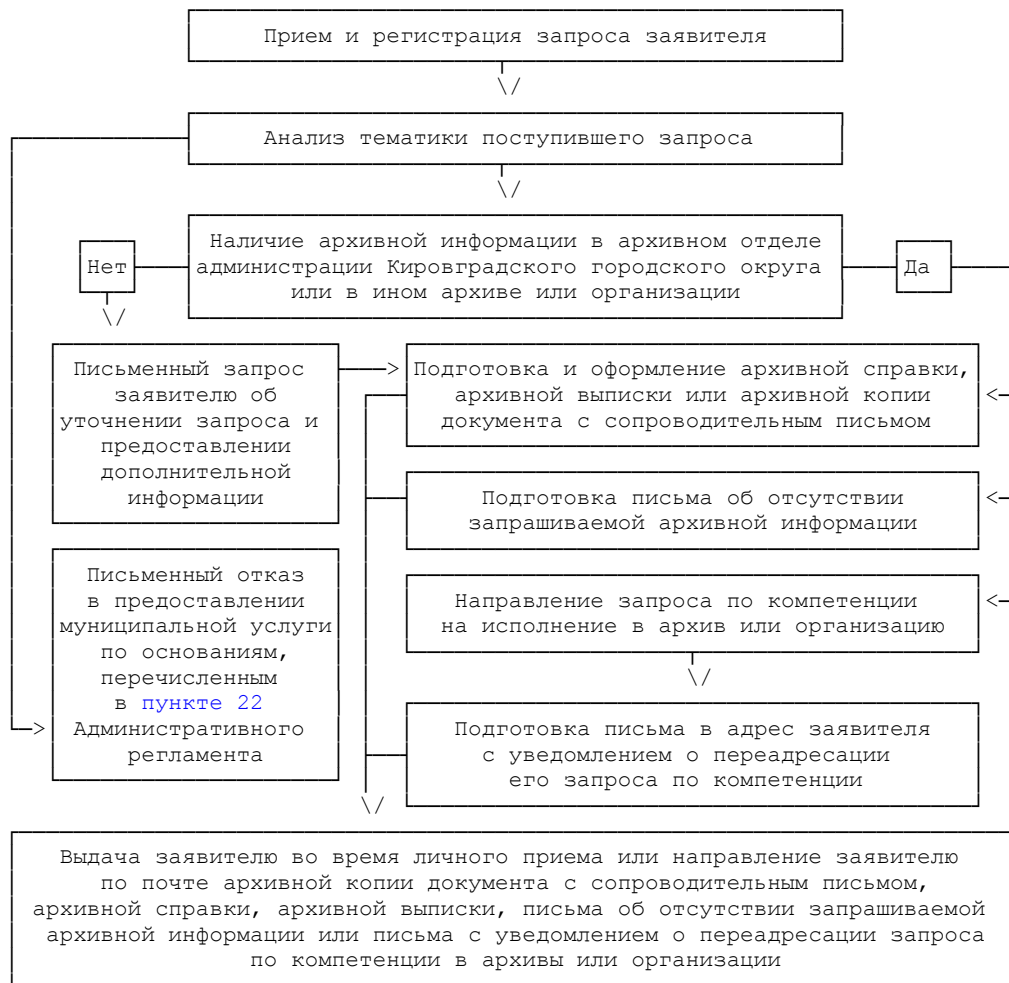 Прием и регистрация запроса заявителя
Анализ тематики поступившего запроса
Наличие архивной информации в архивном отделе
администрации Кировградского городского округа
или в ином архиве или организации
Нет
Да
Письменный запрос
заявителю об
уточнении запроса и
предоставлении
дополнительной
информации
Подготовка и оформление архивной справки,
архивной выписки или архивной копии
документа с сопроводительным письмом
Подготовка письма об отсутствии
запрашиваемой архивной информации
Письменный отказ
в предоставлении
муниципальной услуги
по основаниям,
перечисленным
в пункте 22
Административного
регламента
Направление запроса по компетенции
на исполнение в архив или организацию
Подготовка письма в адрес заявителя
с уведомлением о переадресации
его запроса по компетенции
Выдача заявителю во время личного приема или направление заявителю
по почте архивной копии документа с сопроводительным письмом,
архивной справки, архивной выписки, письма об отсутствии запрашиваемой
архивной информации или письма с уведомлением о переадресации запроса
по компетенции в архивы или организации